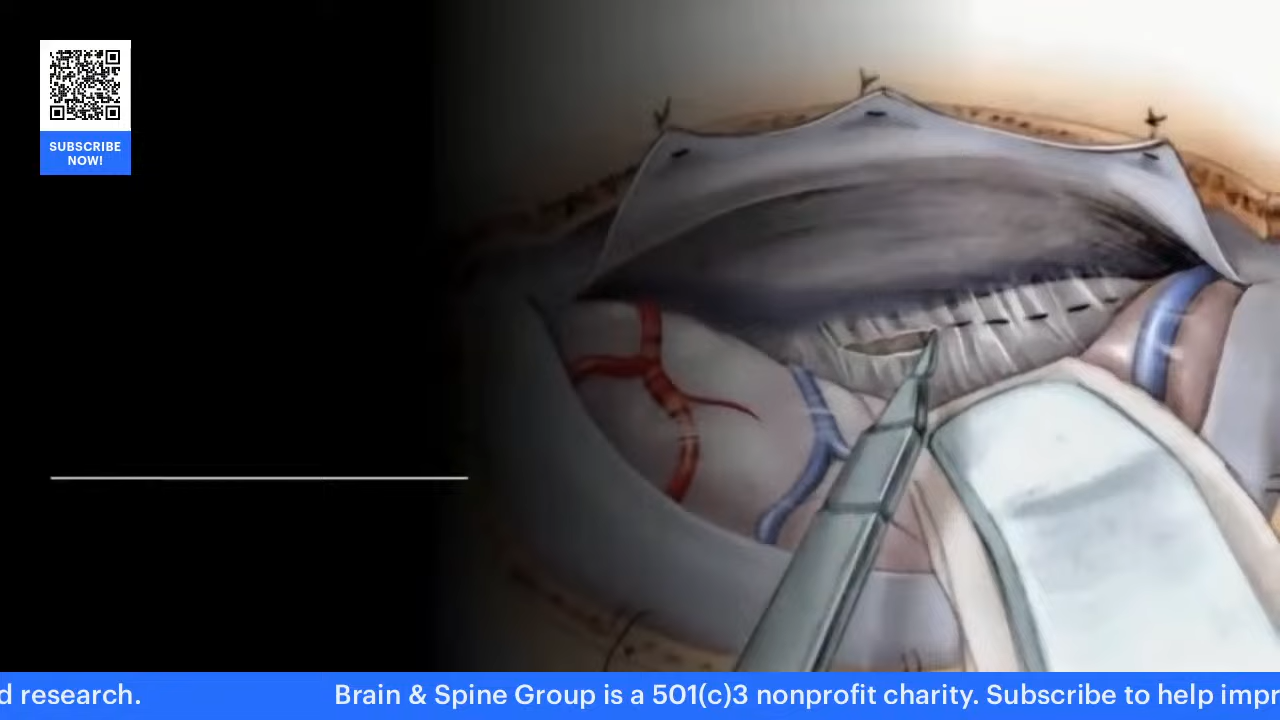 SUBSCRIBE
NOW!
d research.
Brain & Spine Group is a 501(c)3 nonprofit charity. Subscribe to help impr